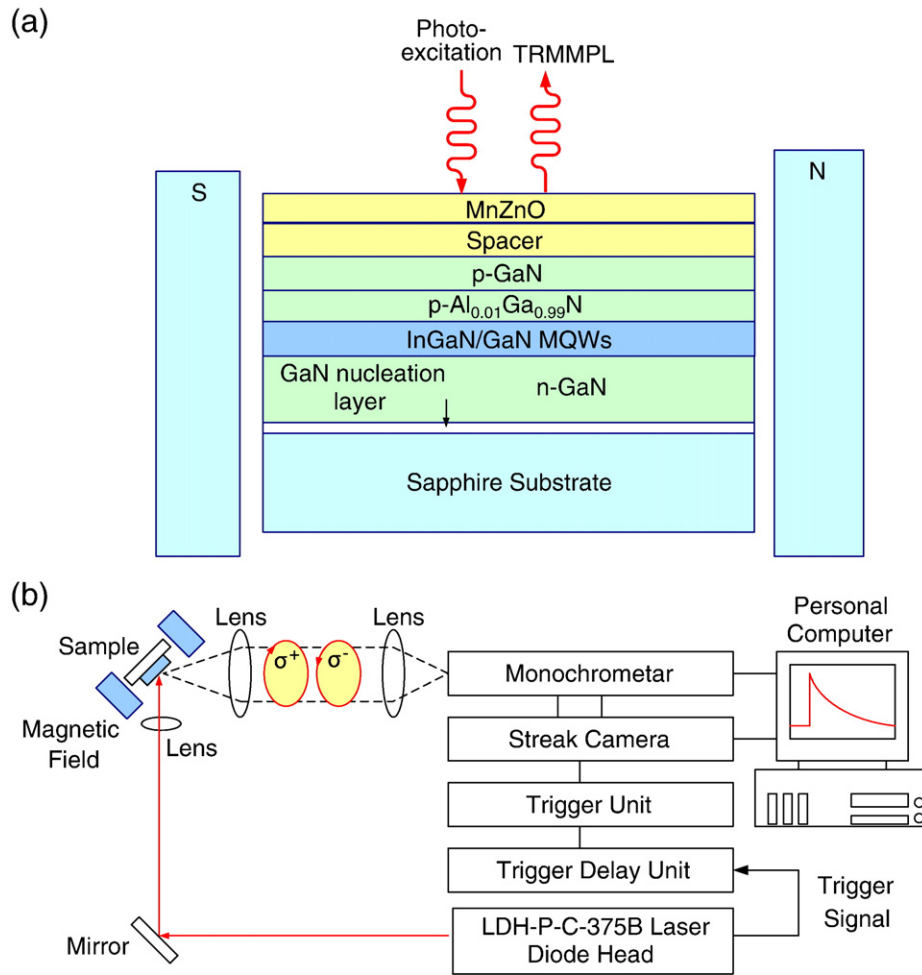 (a)
Photo-
excitation
TRMMPL
S
N
MnZnO
Spacer
p-GaN
p-Al₀.₀₁Ga₀.₉₉N
InGaN/GaN MQWs
GaN nucleation
layer
n-GaN
Sapphire Substrate
(b)
Lens
Lens
Personal
Computer
Sample
σ⁺
σ⁻
Monochrometar
Magnetic
Field
Lens
Streak Camera
Trigger Unit
Trigger Delay Unit
Trigger
Signal
Mirror
LDH-P-C-375B Laser
Diode Head